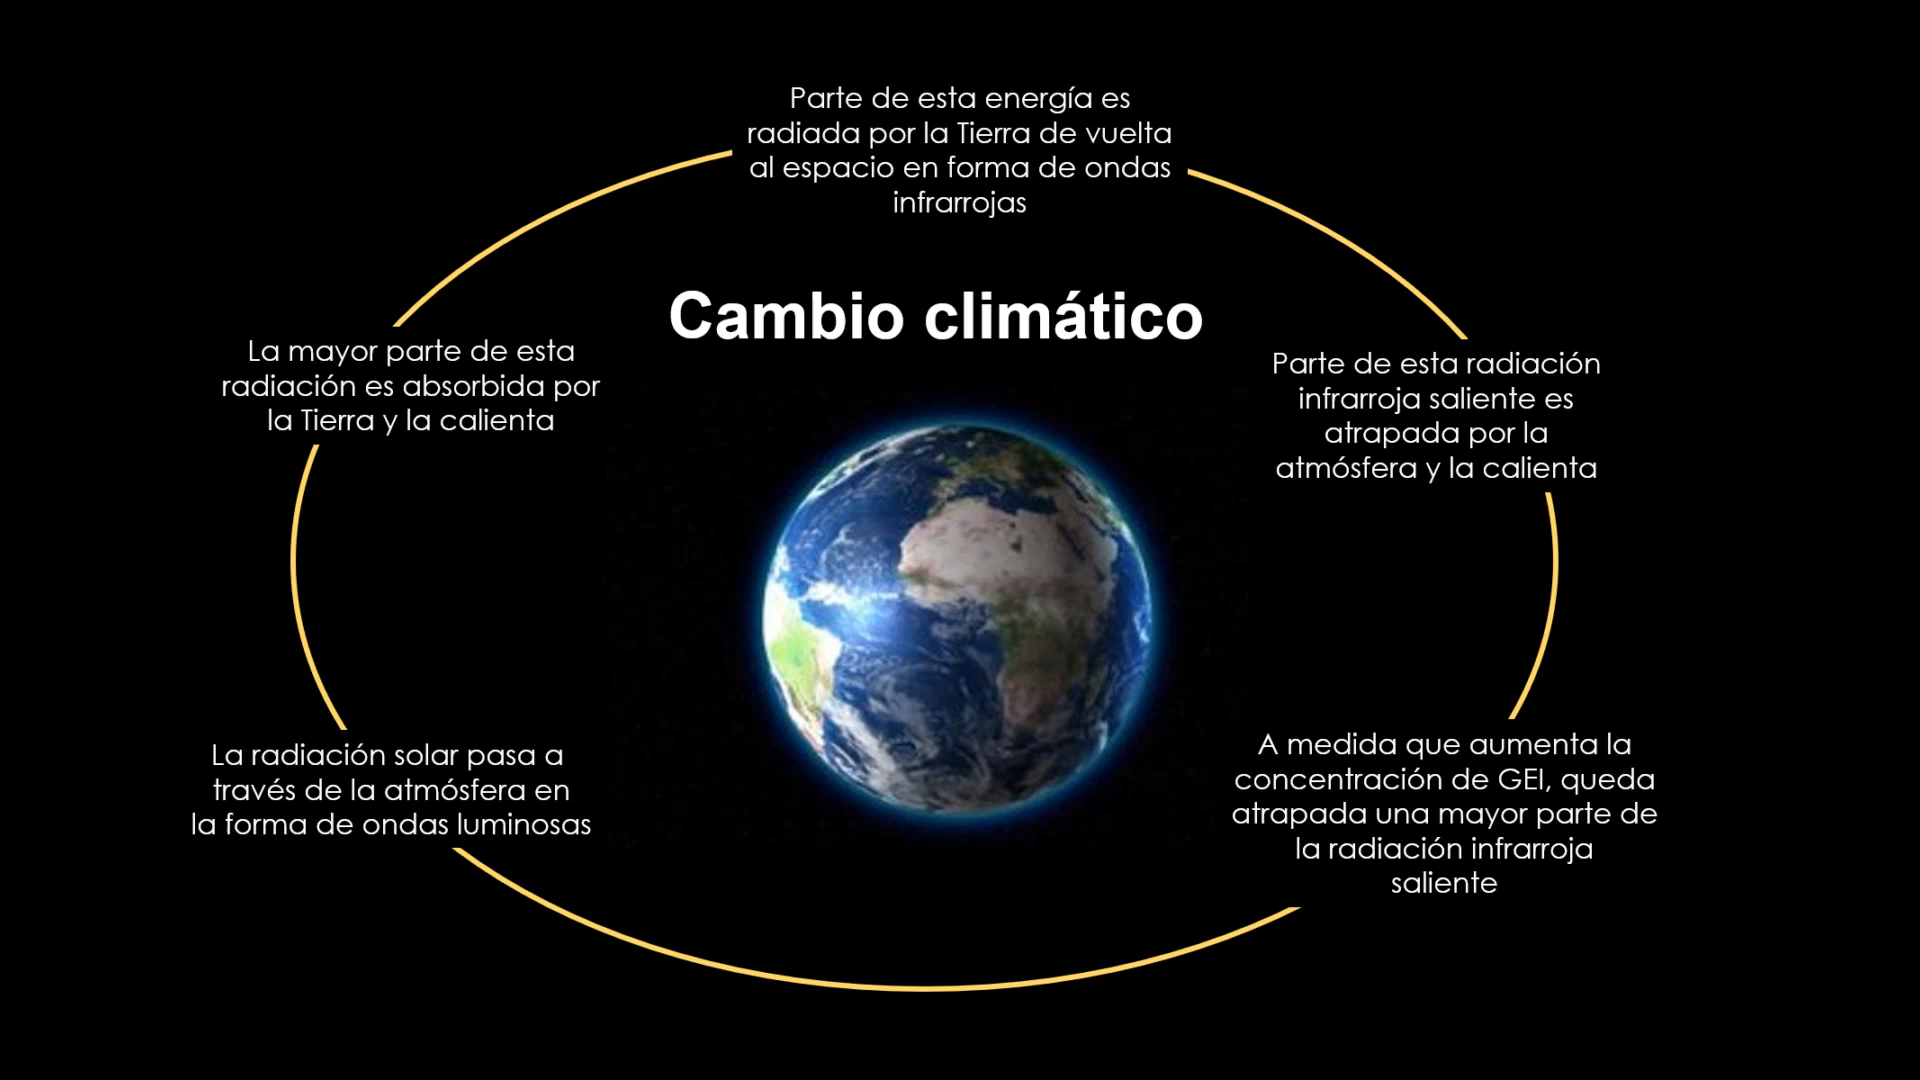 Parte de esta energía es
radiada por la Tierra de vuelta
al espacio en forma de ondas
infrarrojas
Cambio climático
La mayor parte de esta
radiación es absorbida por
la Tierra y la calienta
Parte de esta radiación
infrarroja saliente es
atrapada por la
atmósfera y la calienta
La radiación solar pasa a
través de la atmósfera en
la forma de ondas luminosas
A medida que aumenta la
concentración de GEI, queda
atrapada una mayor parte de
la radiación infrarroja
saliente